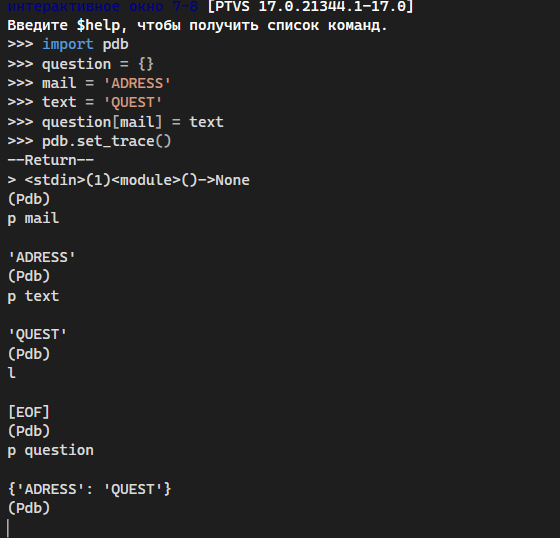 интерактивное окно 7-8 [PTVS 17.0.21344.1-17.0]
Введите $help, чтобы получить список команд.
>>> import pdb
>>> question = {}
>>> mail = 'ADRESS'
>>> text = 'QUEST'
>>> question[mail] = text
>>> pdb.set_trace()
--Return--
> <stdin>(1)<module>()->None
(Pdb)
p mail
'ADRESS'
(Pdb)
p text
'QUEST'
(Pdb)
l
[EOF]
(Pdb)
p question
{'ADRESS': 'QUEST'}
(Pdb)